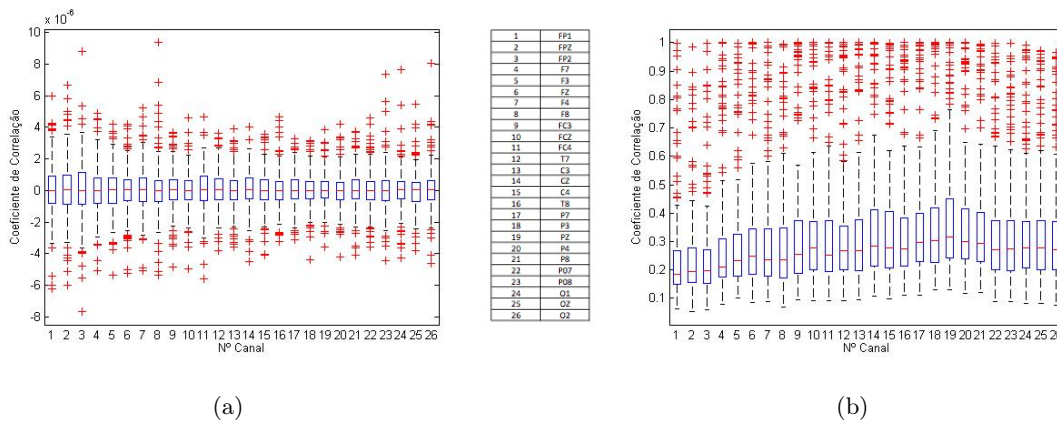 x 10⁻⁶
10
8
6
4
2
0
-2
-4
-6
-8
Coeficiente de Correlação
1 2 3 4 5 6 7 8 9 10 11 12 13 14 15 16 17 18 19 20 21 22 23 24 25 26
Nº Canal
(a)
1 FP1
2 FPZ
3 FP2
4 F7
5 F3
6 FZ
7 F4
8 F8
9 FC3
10 FCZ
11 FC4
12 T7
13 C3
14 CZ
15 C4
16 T8
17 P7
18 P3
19 PZ
20 P4
21 P8
22 P07
23 P08
24 O1
25 OZ
26 O2
1
0.9
0.8
0.7
0.6
0.5
0.4
0.3
0.2
0.1
Coeficiente de Correlação
1 2 3 4 5 6 7 8 9 10 11 12 13 14 15 16 17 18 19 20 21 22 23 24 25 26
Nº Canal
(b)